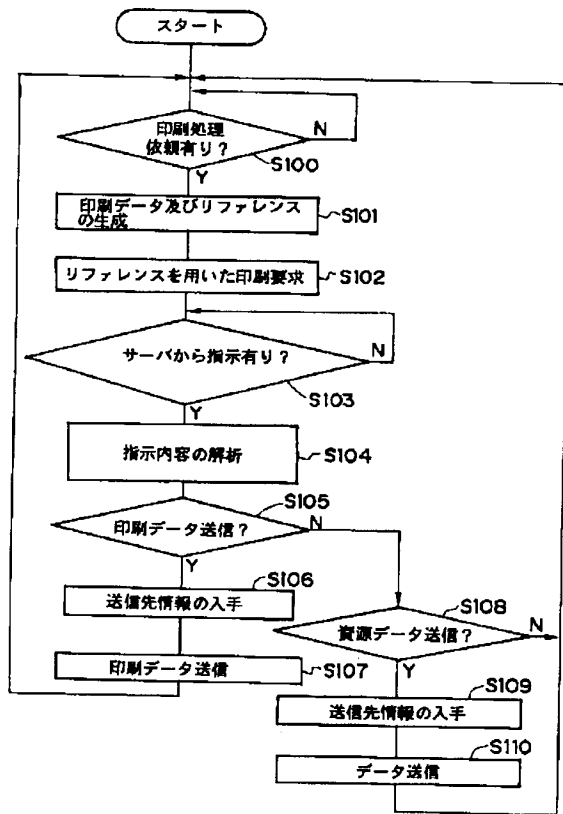 スタート
印刷処理
依頼有り？
N
S100
Y
印刷データ及びリファレンス
の生成
S101
リファレンスを用いた印刷要求
S102
サーバから指示有り？
N
S103
Y
指示内容の解析
S104
S105
印刷データ送信？
N
Y
S106
送信先情報の入手
S108
資源データ送信？
N
印刷データ送信
S107
Y
S109
送信先情報の入手
S110
データ送信